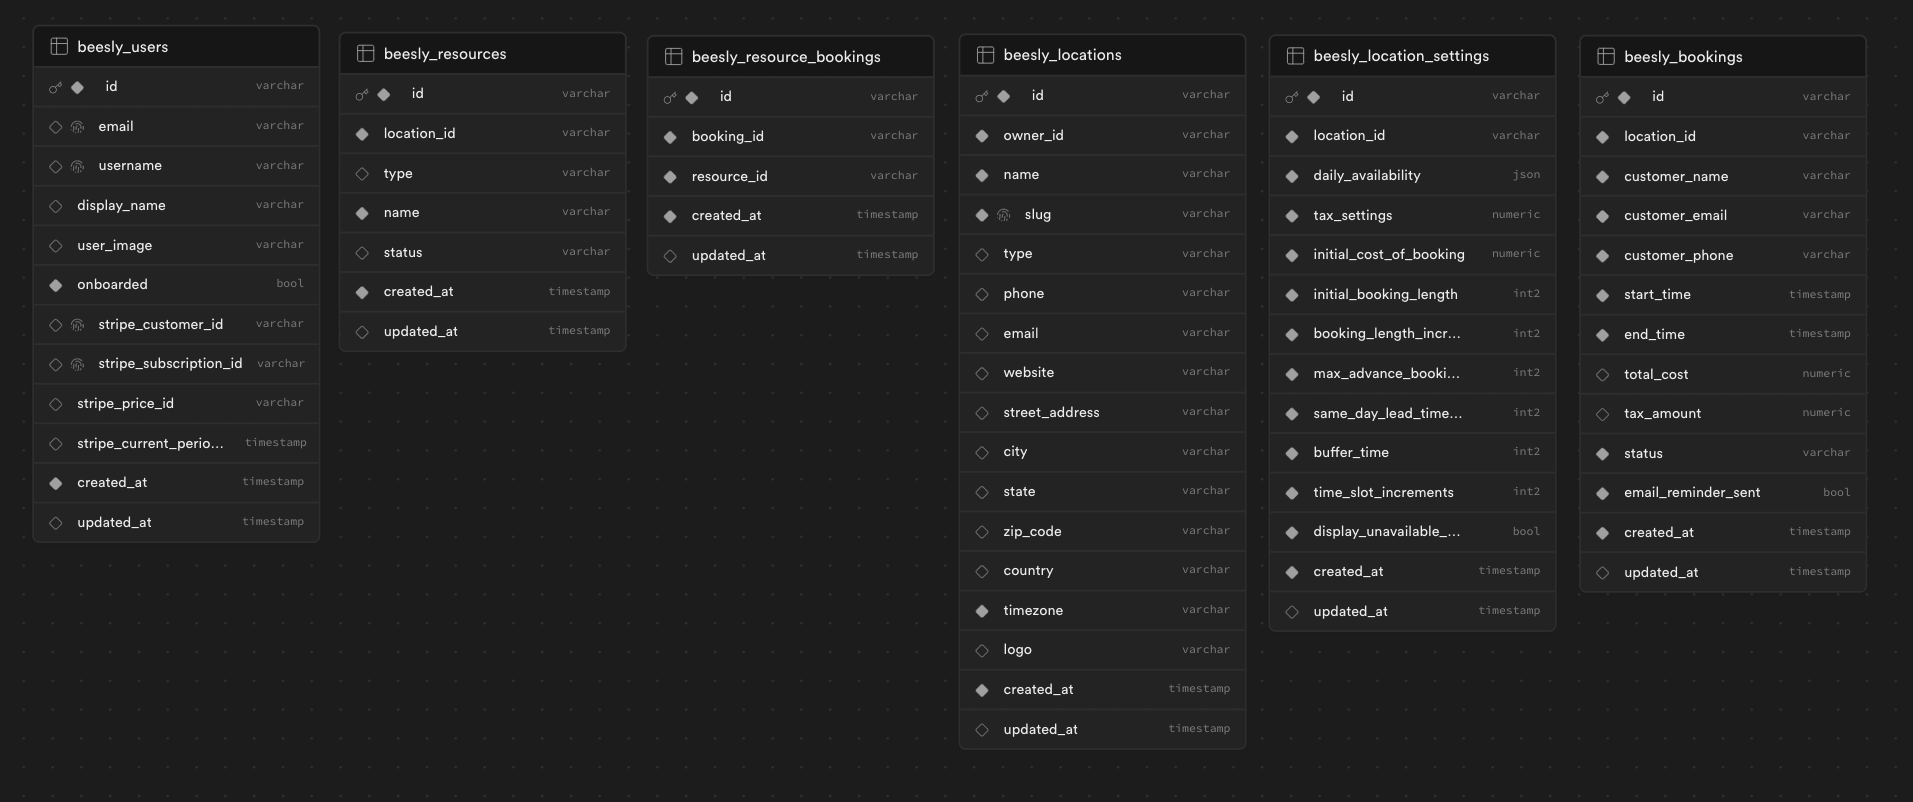 beesly_users
id varchar
email varchar
username varchar
display_name varchar
user_image varchar
onboarded bool
stripe_customer_id varchar
stripe_subscription_id varchar
stripe_price_id varchar
stripe_current_perio... timestamp
created_at timestamp
updated_at timestamp
beesly_resources
id varchar
location_id varchar
type varchar
name varchar
status varchar
created_at timestamp
updated_at timestamp
beesly_resource_bookings
id varchar
booking_id varchar
resource_id varchar
created_at timestamp
updated_at timestamp
beesly_locations
id varchar
owner_id varchar
name varchar
slug varchar
type varchar
phone varchar
email varchar
website varchar
street_address varchar
city varchar
state varchar
zip_code varchar
country varchar
timezone varchar
logo varchar
created_at timestamp
updated_at timestamp
beesly_location_settings
id varchar
location_id varchar
daily_availability json
tax_settings numeric
initial_cost_of_booking numeric
initial_booking_length int2
booking_length_incr... int2
max_advance_booki... int2
same_day_lead_time... int2
buffer_time int2
time_slot_increments int2
display_unavailable_... bool
created_at timestamp
updated_at timestamp
beesly_bookings
id varchar
location_id varchar
customer_name varchar
customer_email varchar
customer_phone varchar
start_time timestamp
end_time timestamp
total_cost numeric
tax_amount numeric
status varchar
email_reminder_sent bool
created_at timestamp
updated_at timestamp